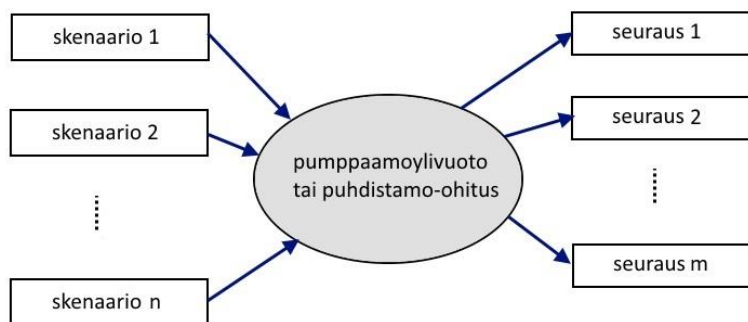 skenaario 1
skenaario 2
skenaario n
pumppaamoylivuoto
tai puhdistamo-ohitus
seuraus 1
seuraus 2
seuraus m